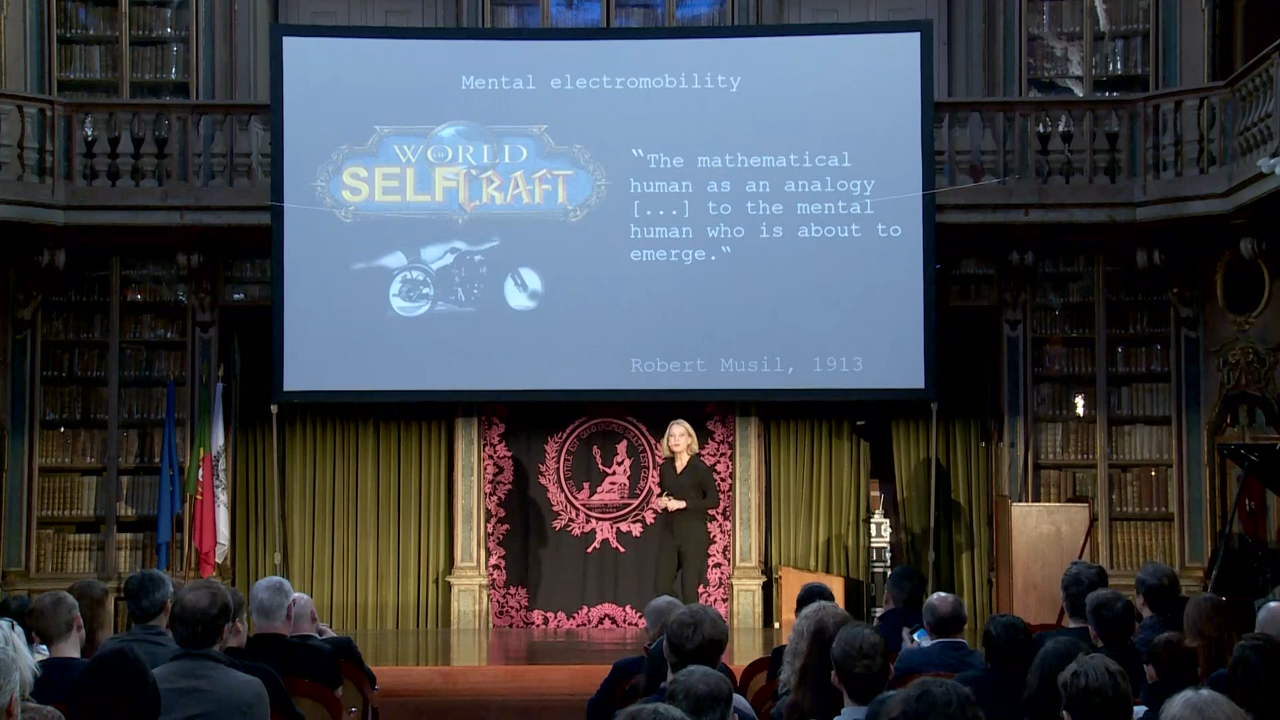 Mental electromobility
WORLD
OF
SELFCRAFT
“The mathematical
human as an analogy
[...] to the mental
human who is about to
emerge.“
Robert Musil, 1913